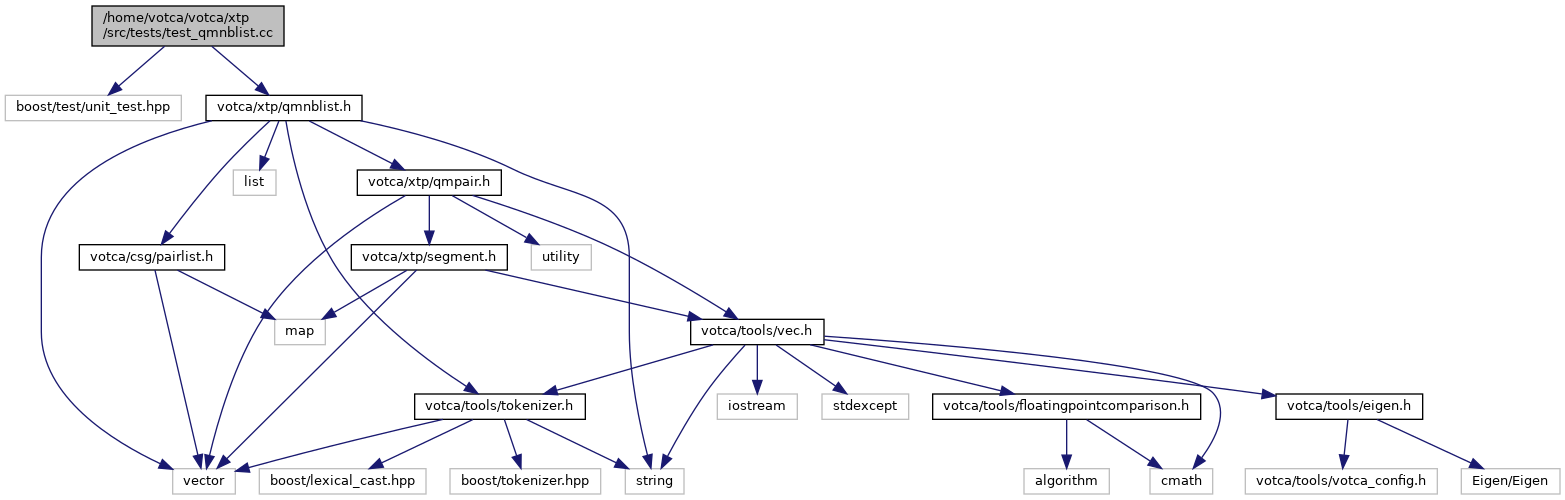 /home/votca/votca/xtp
/src/tests/test_qmnblist.cc
boost/test/unit_test.hpp
votca/xtp/qmnblist.h
list
votca/xtp/qmpair.h
votca/csg/pairlist.h
votca/xtp/segment.h
utility
map
votca/tools/vec.h
votca/tools/tokenizer.h
iostream
stdexcept
votca/tools/floatingpointcomparison.h
votca/tools/eigen.h
vector
boost/lexical_cast.hpp
boost/tokenizer.hpp
string
algorithm
cmath
votca/tools/votca_config.h
Eigen/Eigen